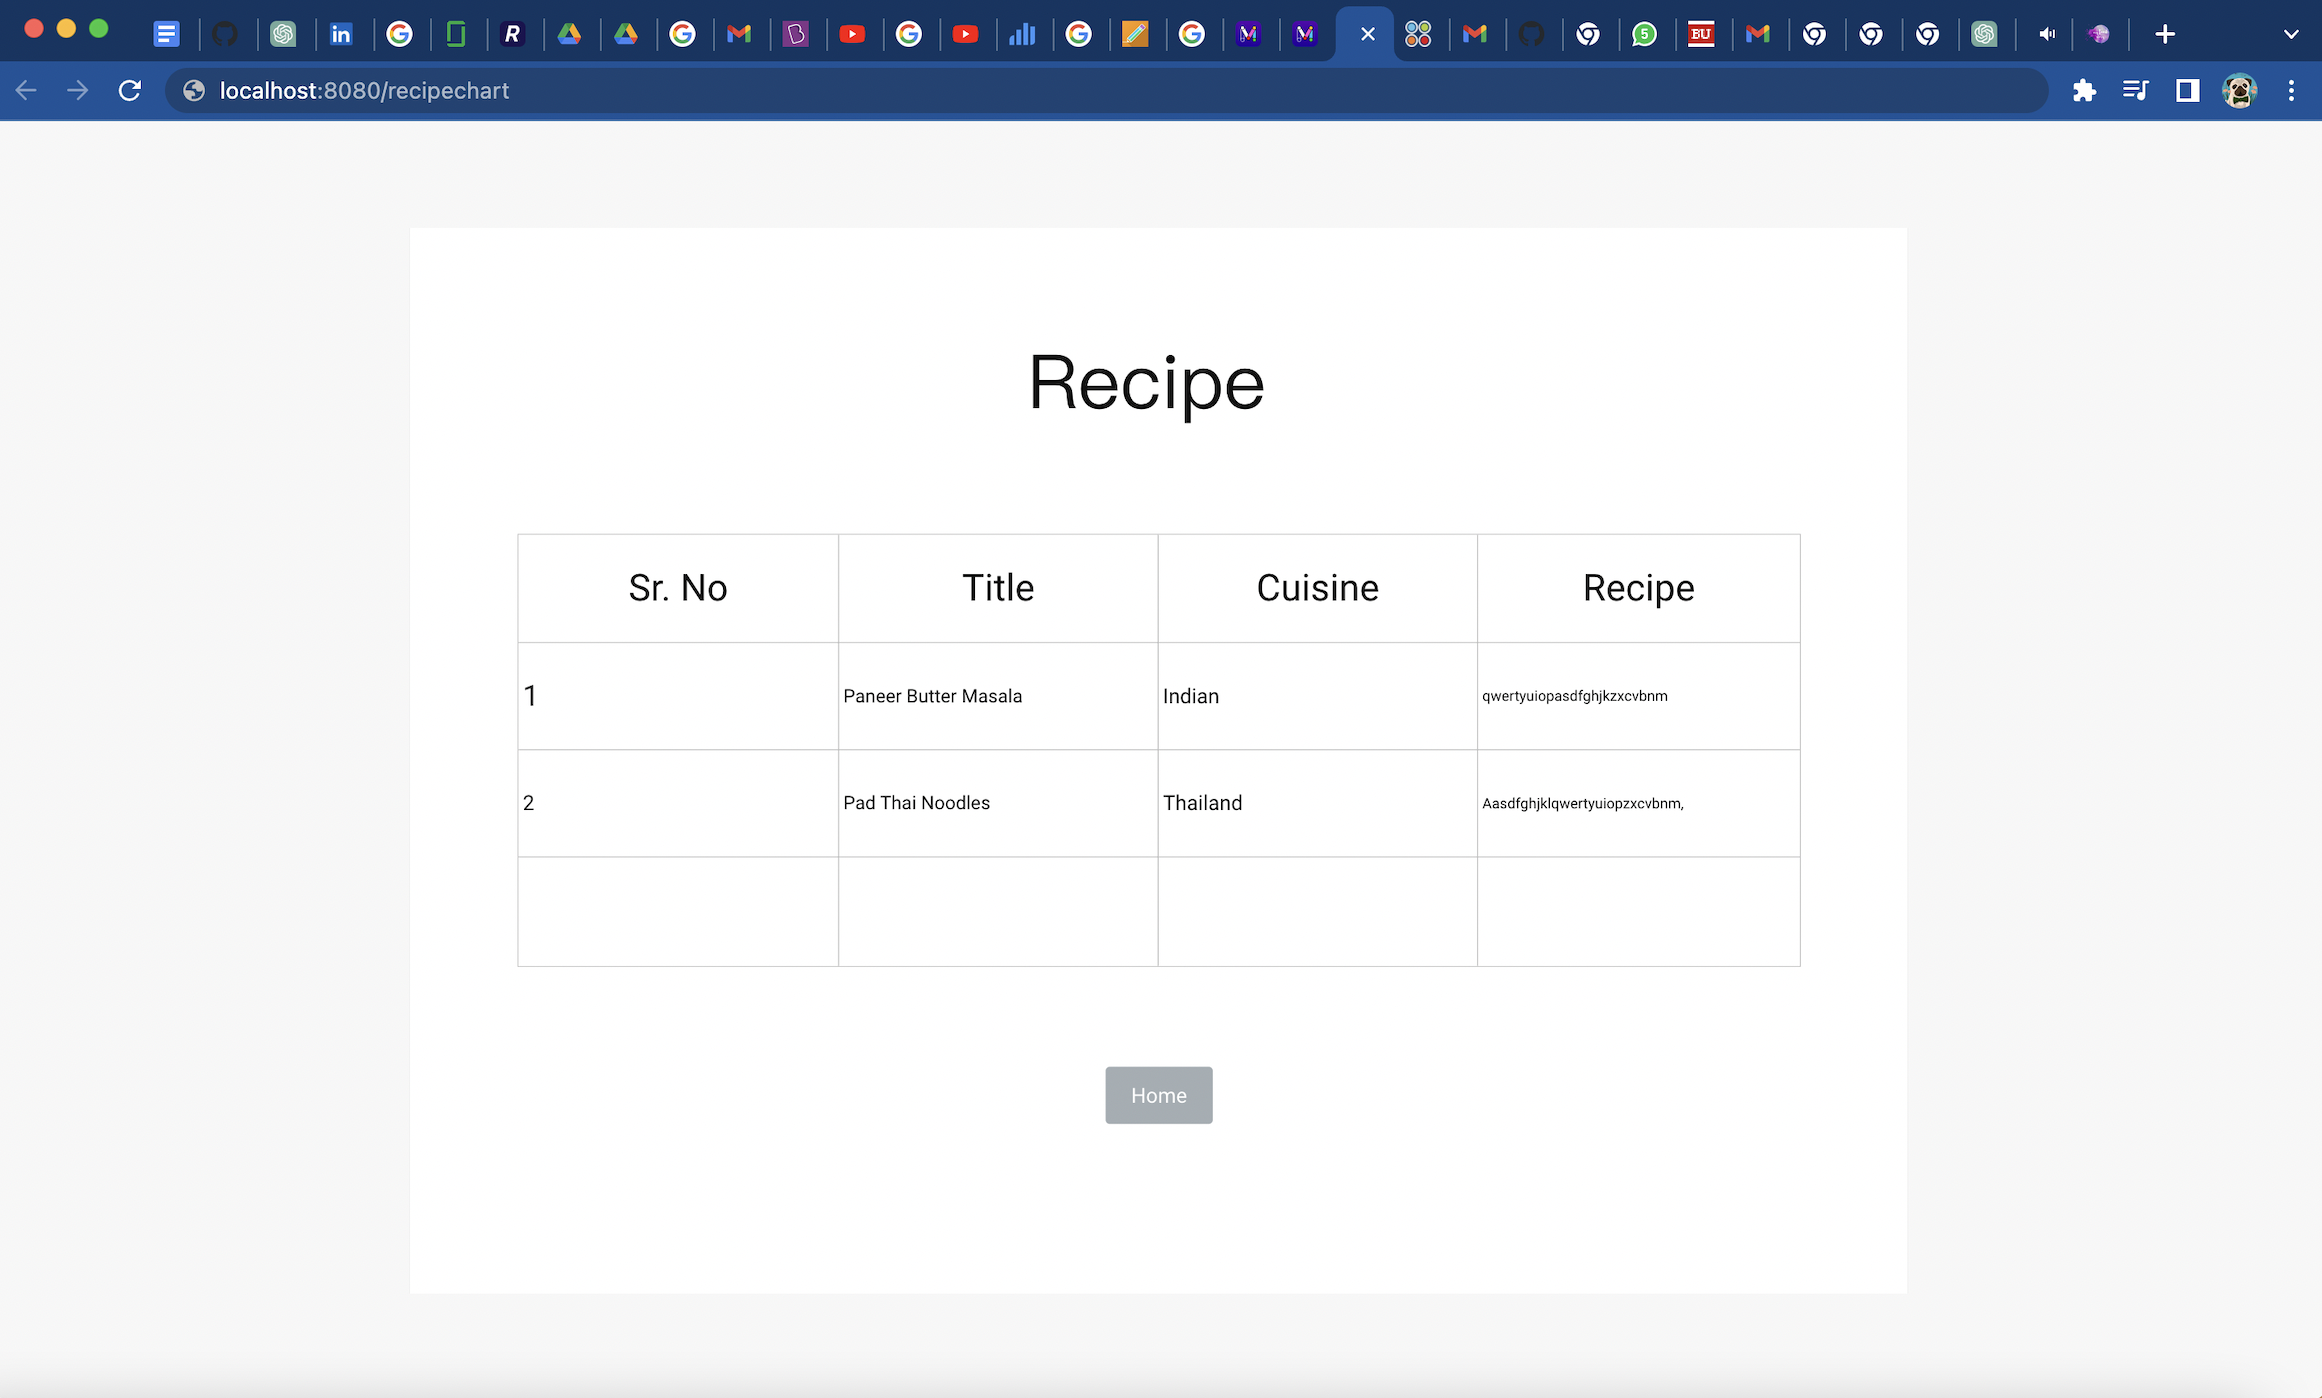 localhost:8080/recipechart
Recipe
Sr. No Title Cuisine Recipe
1 Paneer Butter Masala Indian qwertyuiopasdfghjkzxcvbnm
2 Pad Thai Noodles Thailand Aasdfghjklqwertyuiopzxcvbnm,
Home